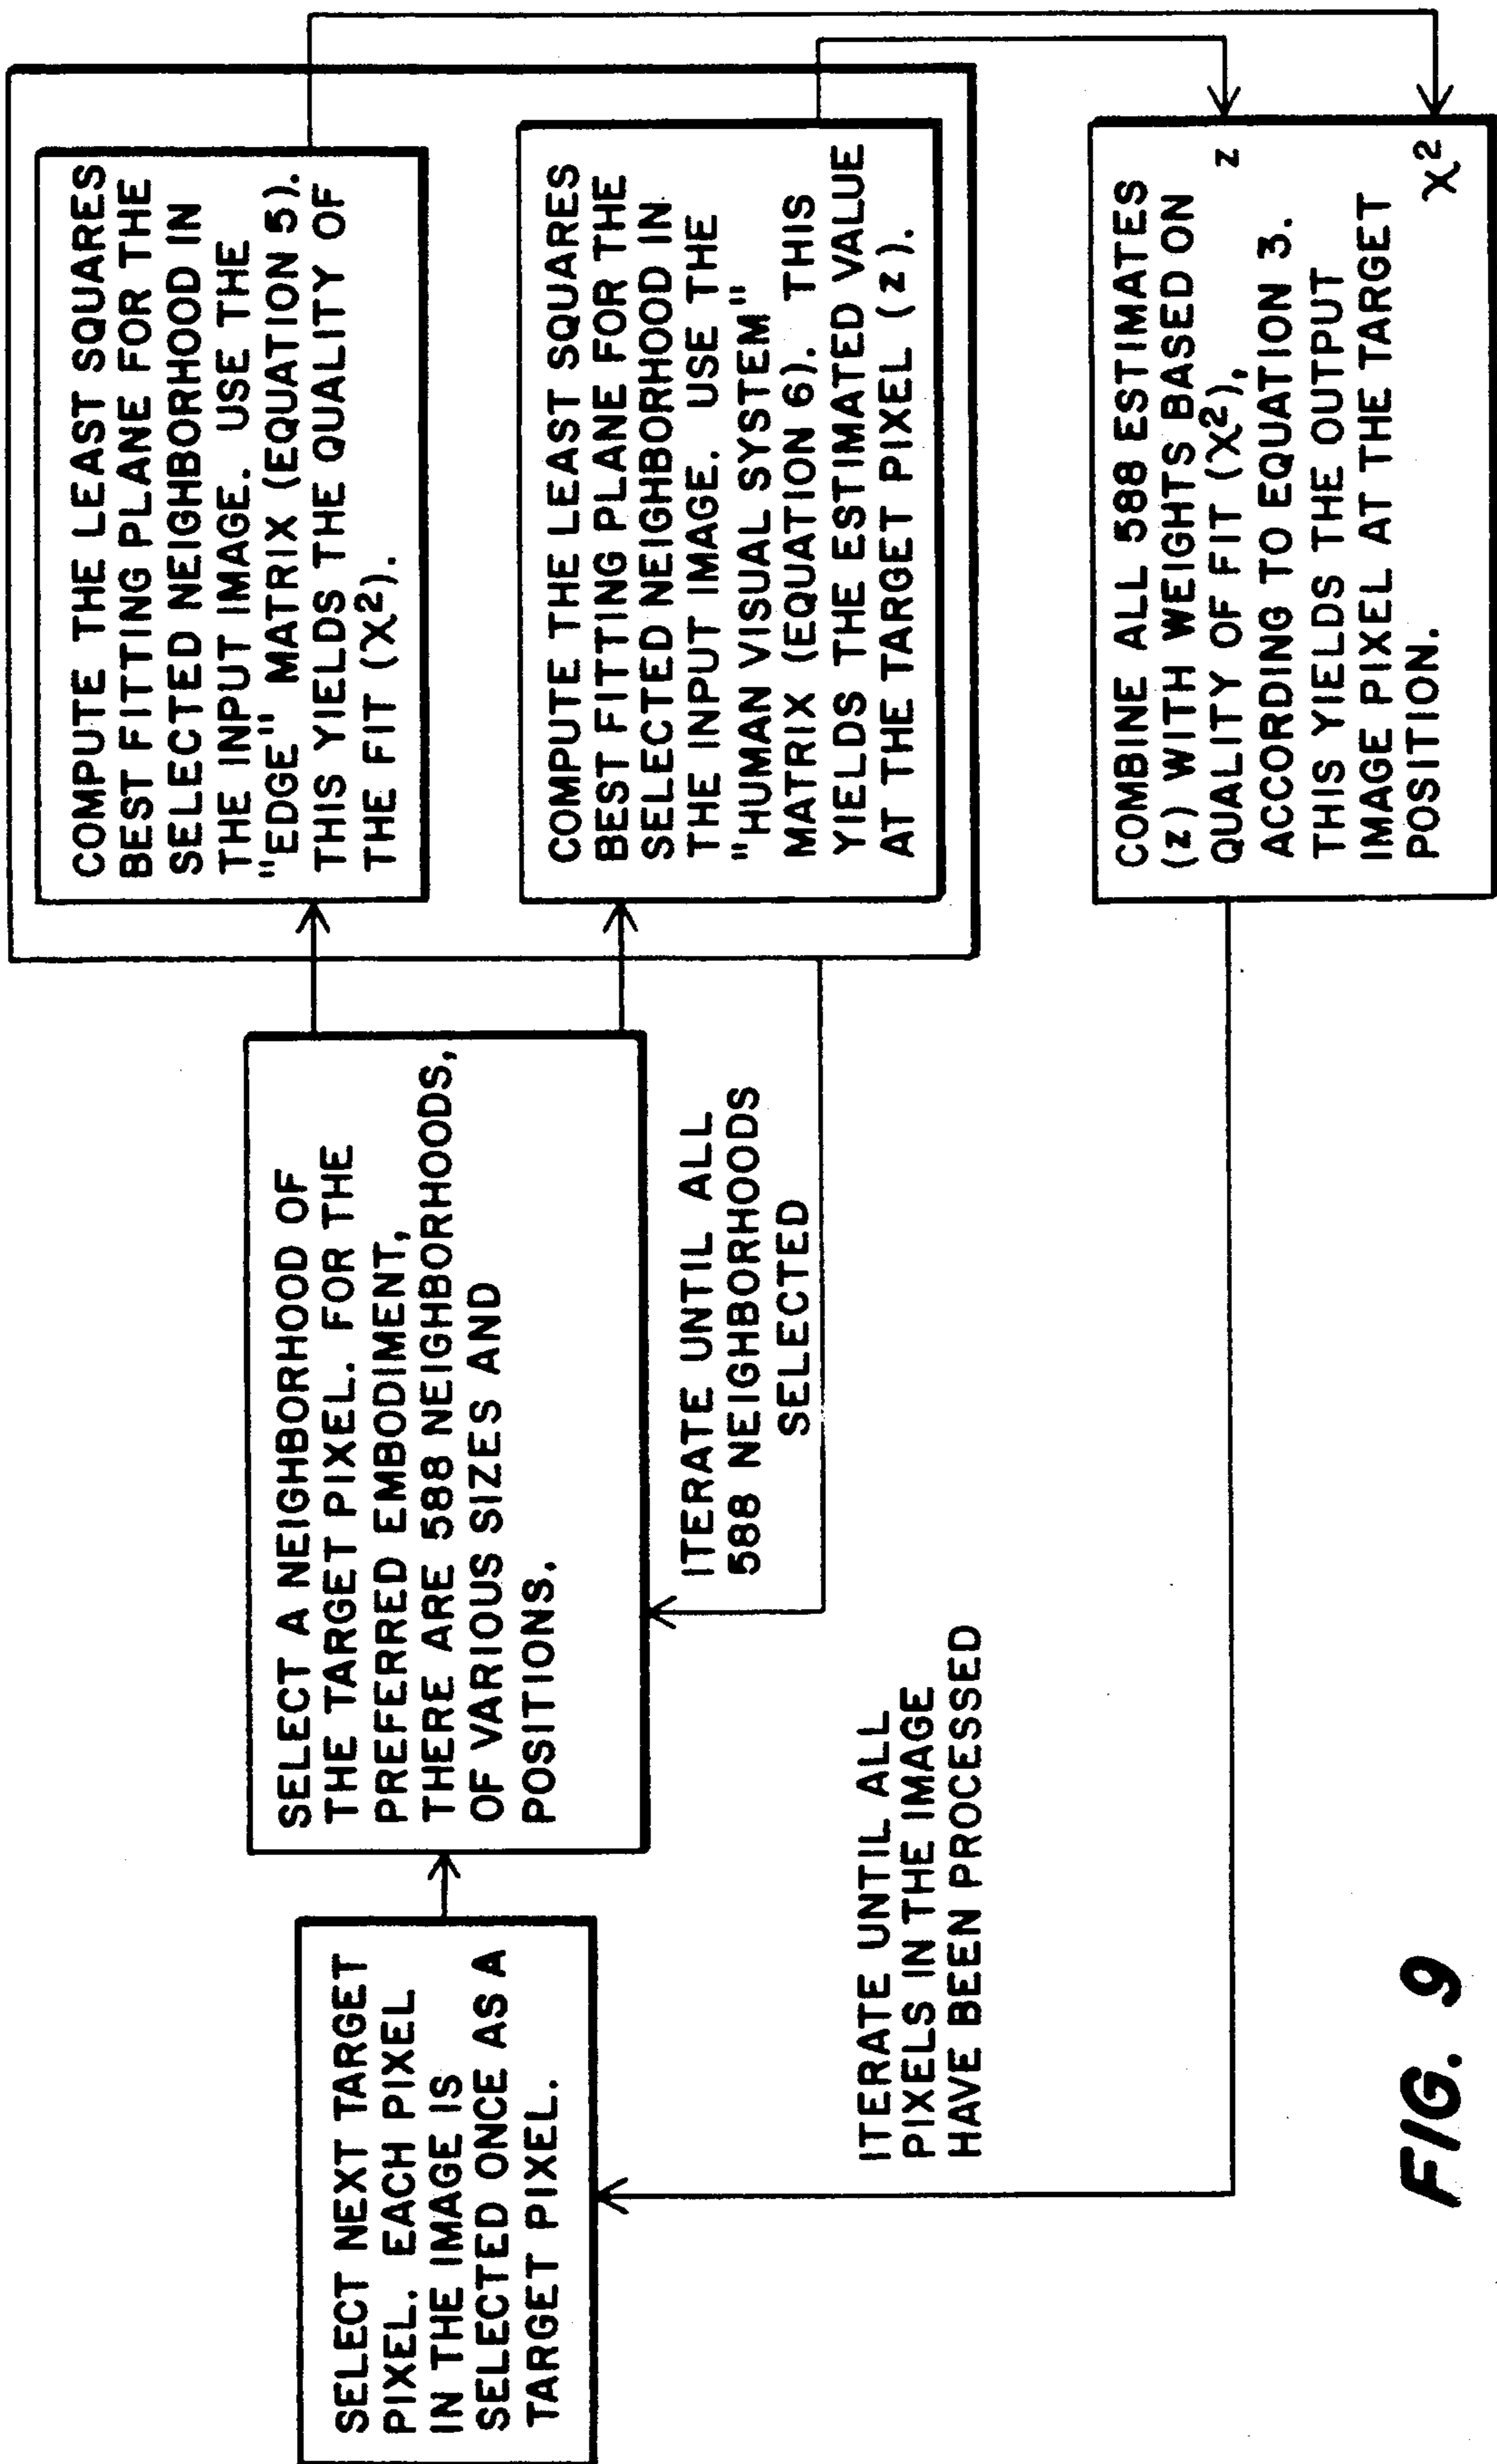 SELECT NEXT TARGET
PIXEL. EACH PIXEL
IN THE IMAGE IS
SELECTED ONCE AS A
TARGET PIXEL.
SELECT A NEIGHBORHOOD OF
THE TARGET PIXEL. FOR THE
PREFERRED EMBODIMENT,
THERE ARE 588 NEIGHBORHOODS,
OF VARIOUS SIZES AND
POSITIONS.
COMPUTE THE LEAST SQUARES
BEST FITTING PLANE FOR THE
SELECTED NEIGHBORHOOD IN
THE INPUT IMAGE. USE THE
"EDGE" MATRIX (EQUATION 5).
THIS YIELDS THE QUALITY OF
THE FIT (X²).
COMPUTE THE LEAST SQUARES
BEST FITTING PLANE FOR THE
SELECTED NEIGHBORHOOD IN
THE INPUT IMAGE. USE THE
"HUMAN VISUAL SYSTEM"
MATRIX (EQUATION 6). THIS
YIELDS THE ESTIMATED VALUE
AT THE TARGET PIXEL (z).
ITERATE UNTIL ALL
588 NEIGHBORHOODS
SELECTED
ITERATE UNTIL ALL
PIXELS IN THE IMAGE
HAVE BEEN PROCESSED
COMBINE ALL 588 ESTIMATES
(z) WITH WEIGHTS BASED ON
QUALITY OF FIT (X²),
ACCORDING TO EQUATION 3.
THIS YIELDS THE OUTPUT
IMAGE PIXEL AT THE TARGET
POSITION.
z
X²
FIG. 9